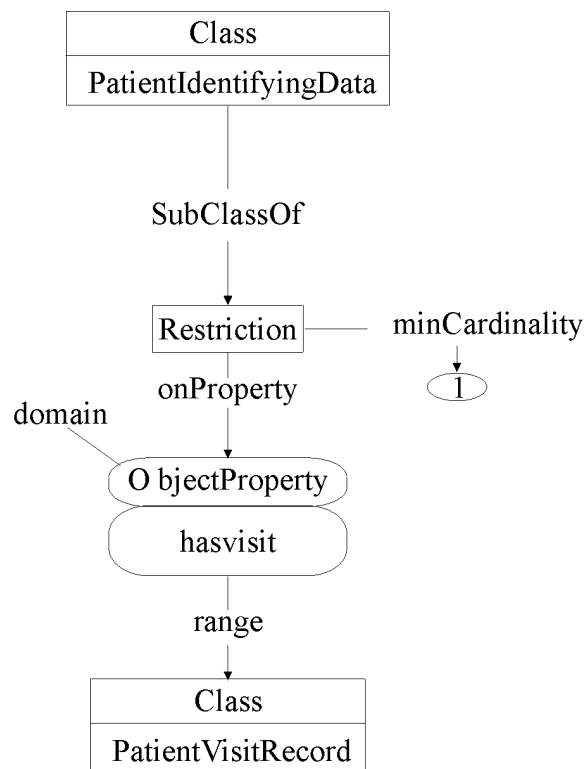 Class
PatientIdentifyingData
SubClassOf
Restriction
minCardinality
1
onProperty
domain
O bjectProperty
hasvisit
range
Class
PatientVisitRecord